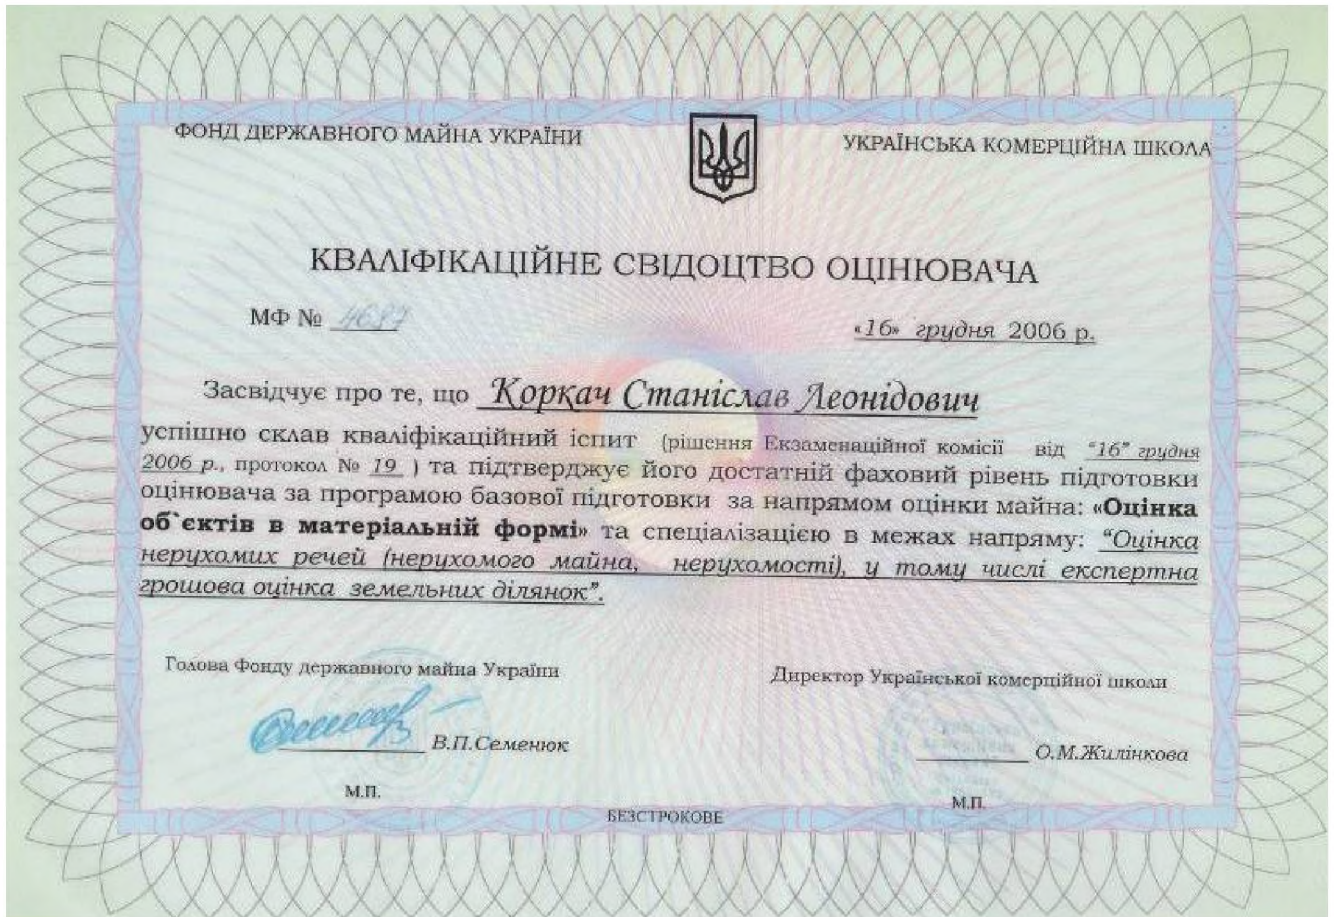 ФОНД ДЕРЖАВНОГО МАЙНА УКРАЇНИ
УКРАЇНСЬКА КОМЕРЦІЙНА ШКОЛА
КВАЛІФІКАЦІЙНЕ СВІДОЦТВО ОЦІНЮВАЧА
МФ №
«16» грудня 2006 р.
Засвідчує про те, що Коркач Станіслав Леонідович
успішно склав кваліфікаційний іспит (рішення Екзаменаційної комісії від “16” грудня
2006 р., протокол № 19 ) та підтверджує його достатній фаховий рівень підготовки
оцінювача за програмою базової підготовки за напрямом оцінки майна: «Оцінка
об`єктів в матеріальній формі» та спеціалізацією в межах напряму: “Оцінка
нерухомих речей (нерухомого майна, нерухомості), у тому числі експертна
грошова оцінка земельних ділянок”.
Голова Фонду державного майна України
Директор Української комерційної школи
В.П.Семенюк
О.М.Жилінкова
М.П.
М.П.
БЕЗСТРОКОВЕ